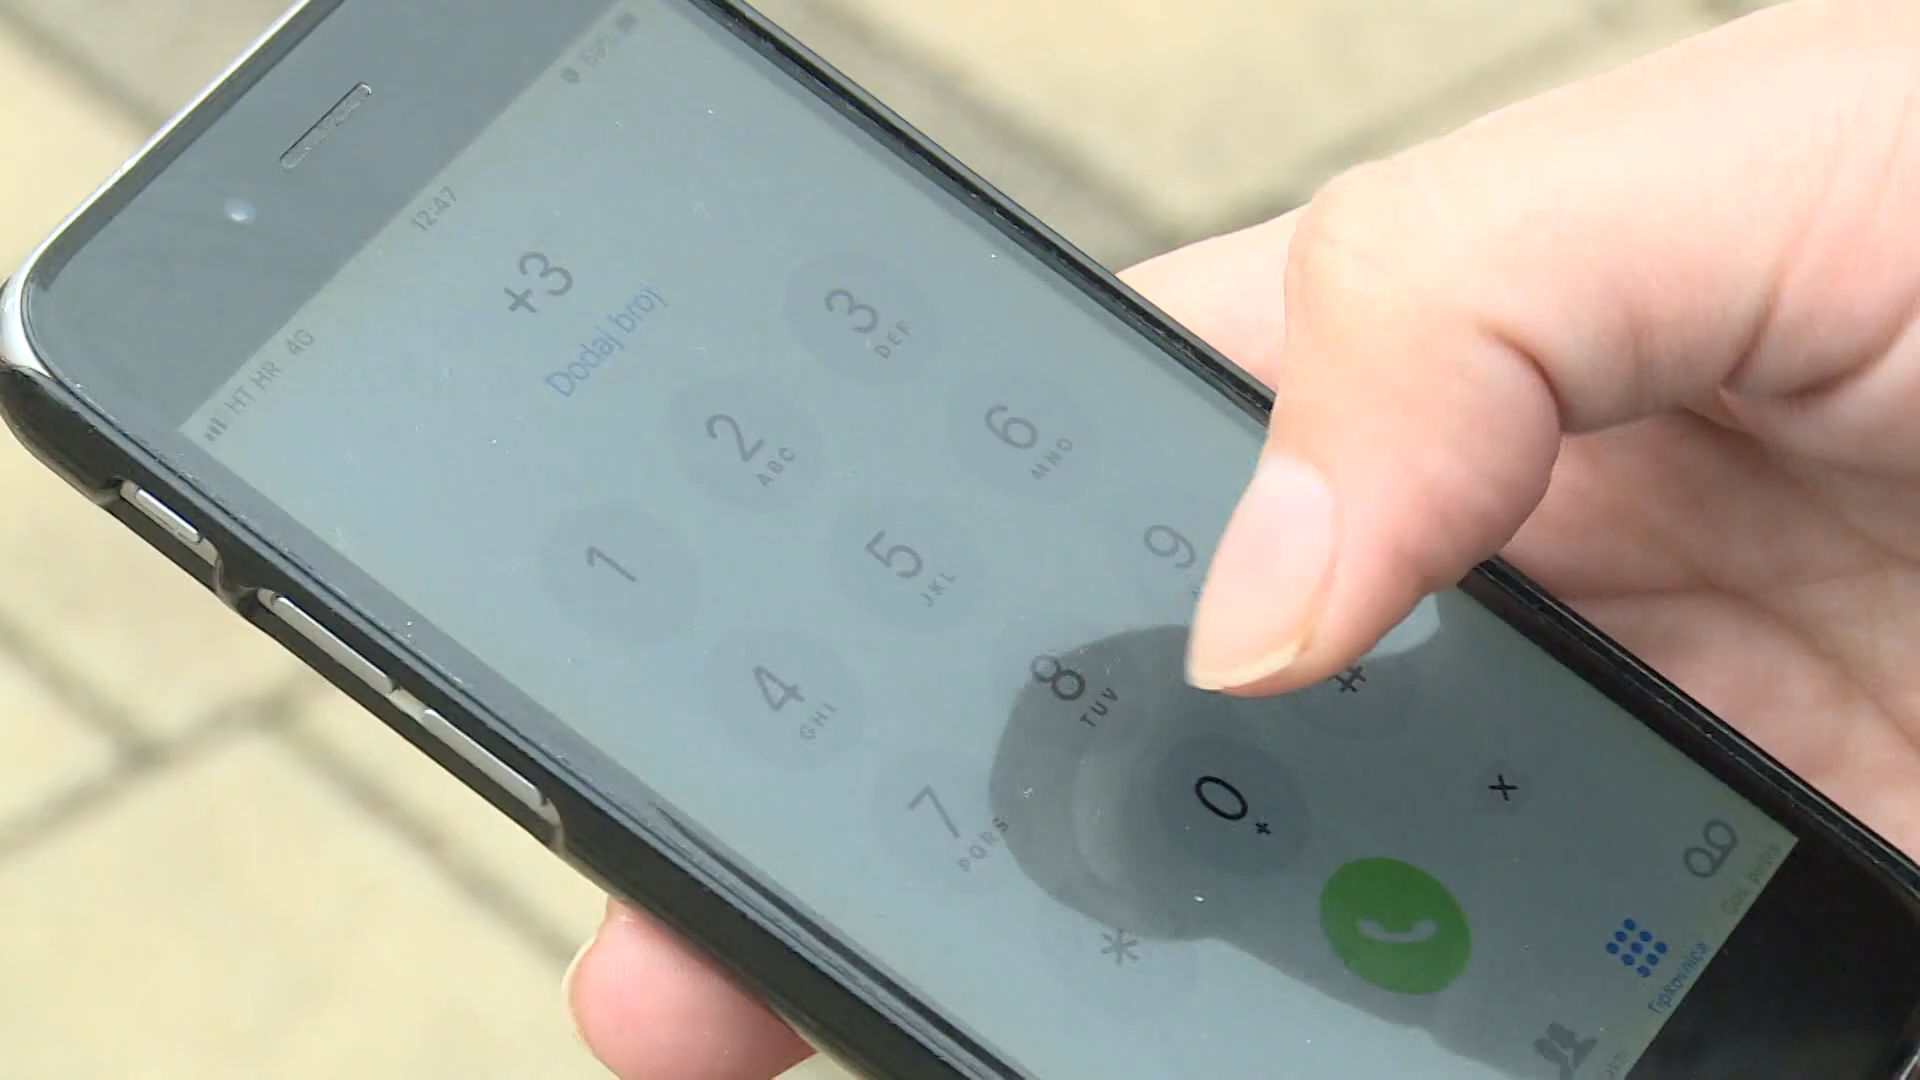 HT HR 4G 12:47
+3
Dodaj broj
1
2 ABC
3 DEF
4 GHI
5 JKL
6 MNO
7 PQRS
8 TUV
9
*
0 +
#
×
Tipkovnica